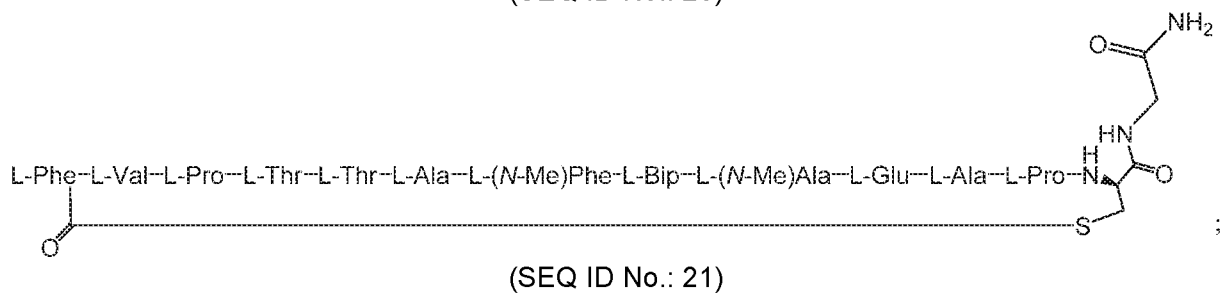 NH₂
O
HN
H
L-Phe-L-Val-L-Pro-L-Thr-L-Thr-L-Ala-L-(N-Me)Phe-L-Bip-L-(N-Me)Ala-L-Glu-L-Ala-L-Pro-N O
O S ;
(SEQ ID No.: 21)